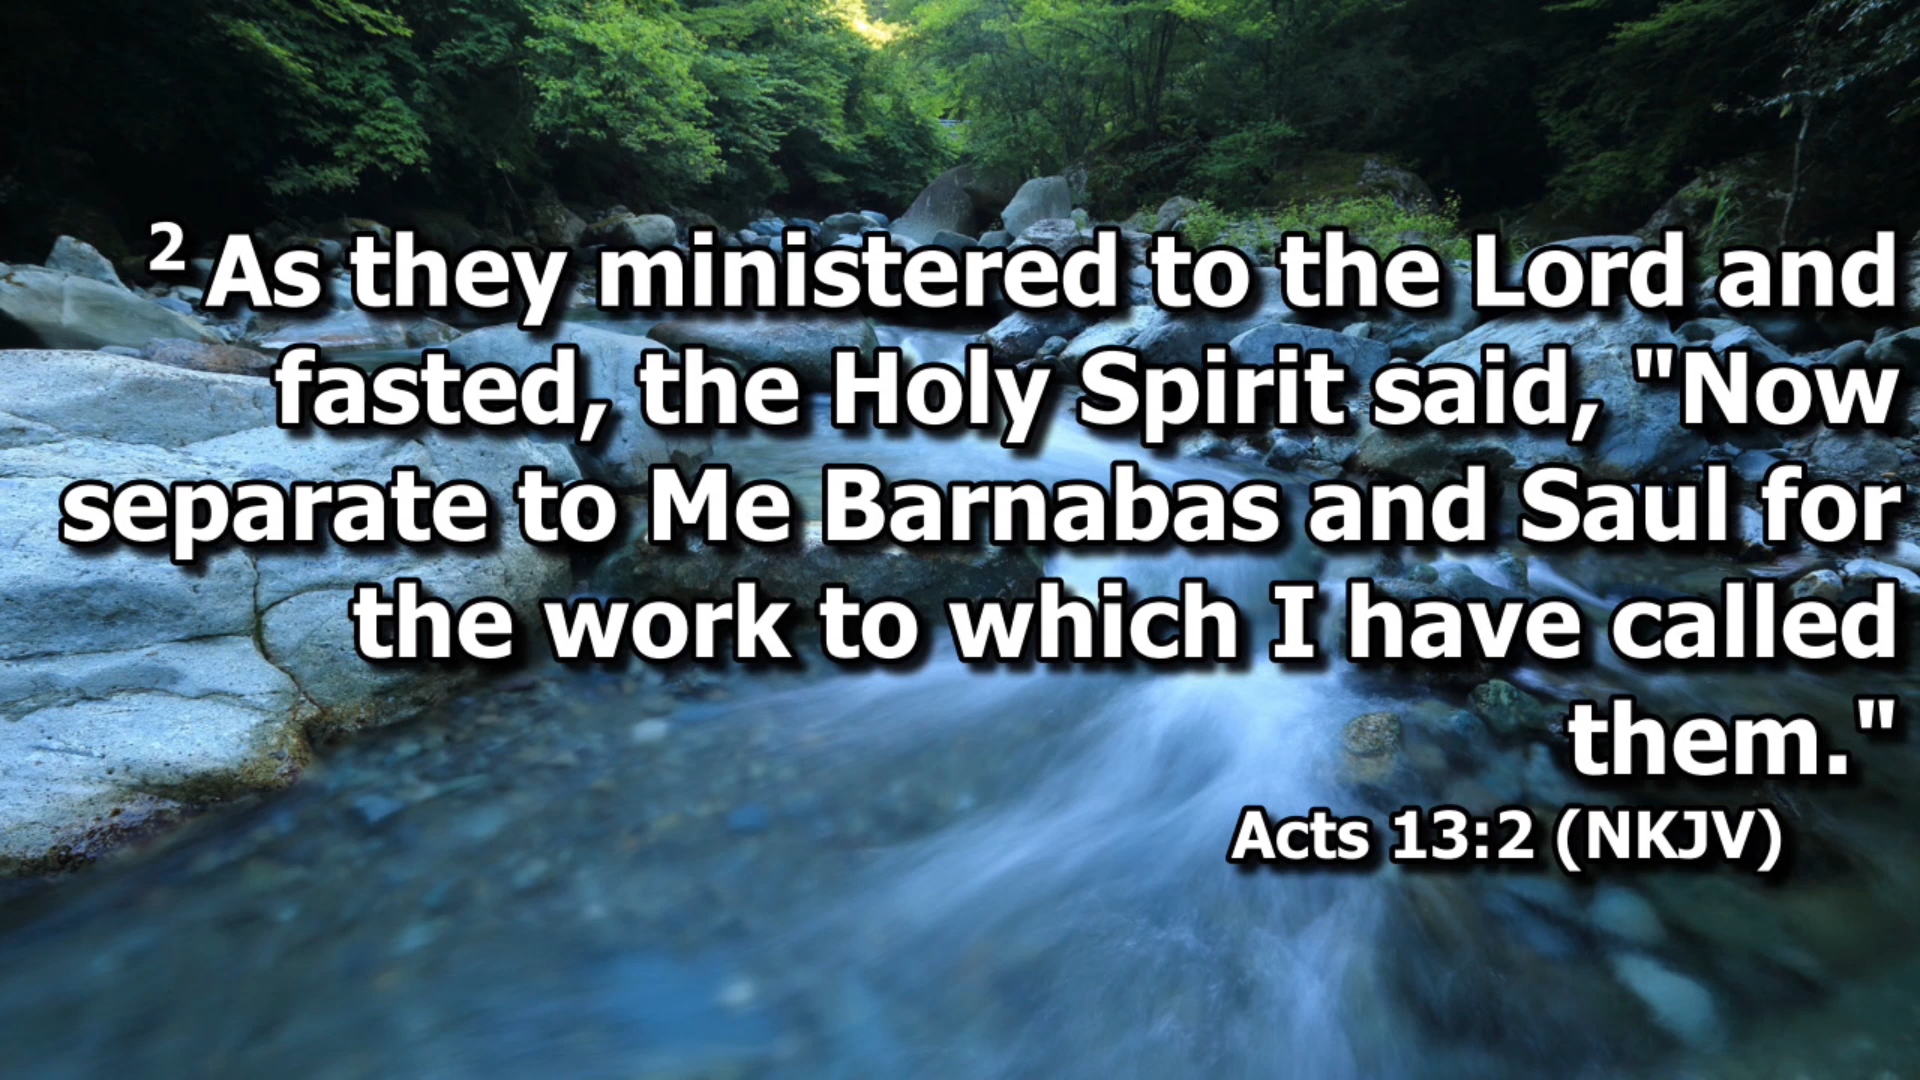 2 As they ministered to the Lord and
fasted, the Holy Spirit said, "Now
separate to Me Barnabas and Saul for
the work to which I have called
them."
Acts 13:2 (NKJV)